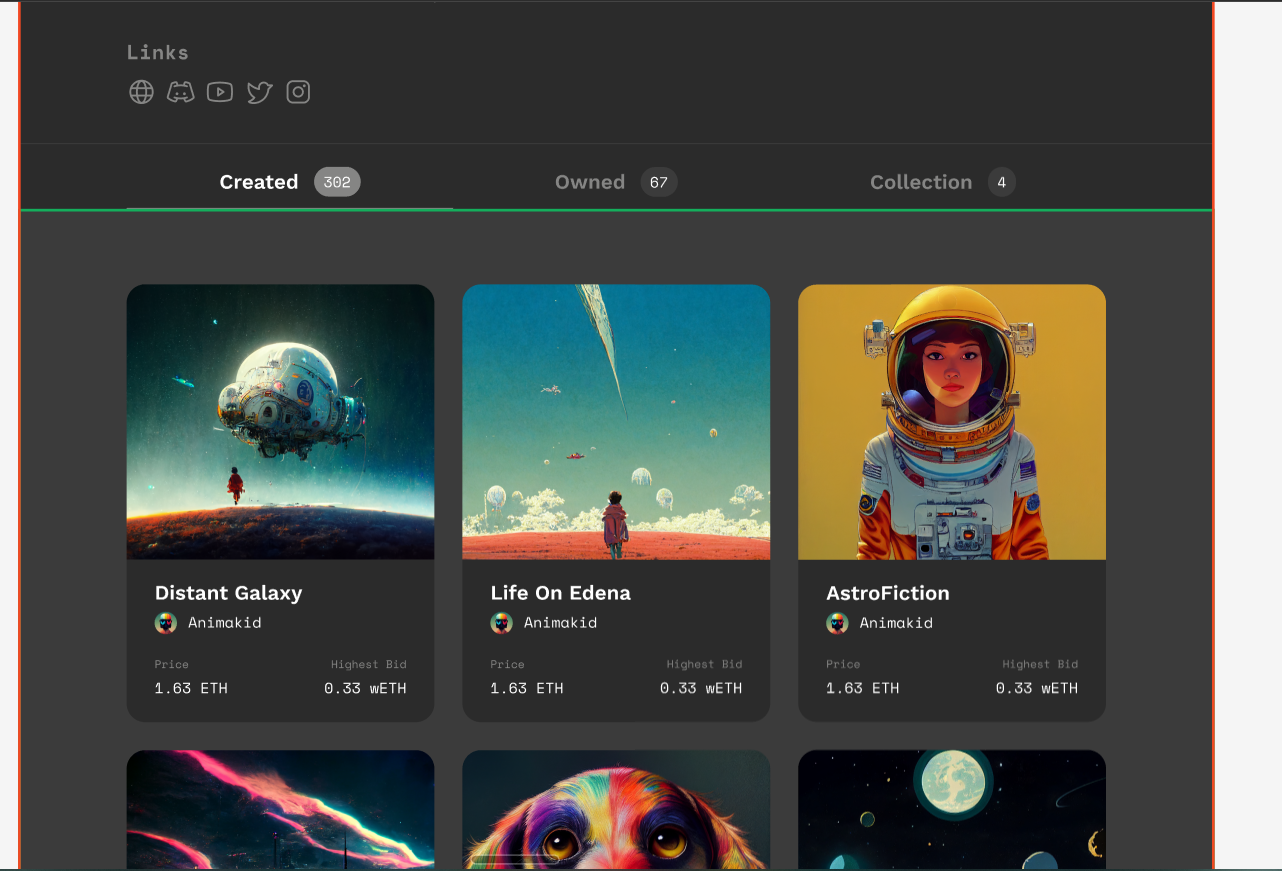 Links
Created 302 Owned 67 Collection 4
Distant Galaxy
Animakid
Price Highest Bid
1.63 ETH 0.33 wETH
Life On Edena
Animakid
Price Highest Bid
1.63 ETH 0.33 wETH
AstroFiction
Animakid
Price Highest Bid
1.63 ETH 0.33 wETH